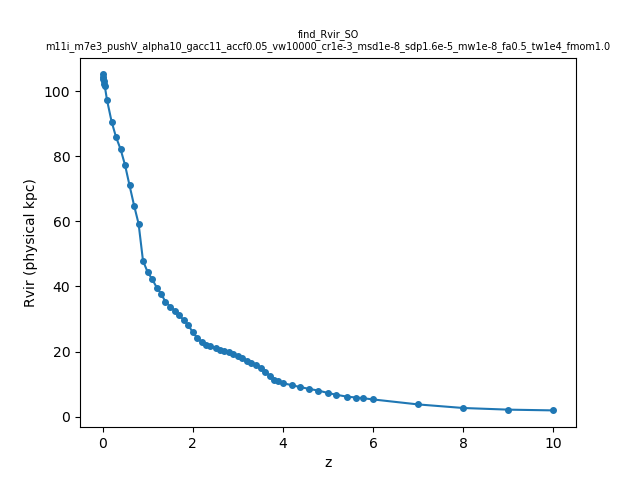 find_Rvir_SO
m11i_m7e3_pushV_alpha10_gacc11_accf0.05_vw10000_cr1e-3_msd1e-8_sdp1.6e-5_mw1e-8_fa0.5_tw1e4_fmom1.0
100
80
60
40
20
0
Rvir (physical kpc)
0 2 4 6 8 10
z